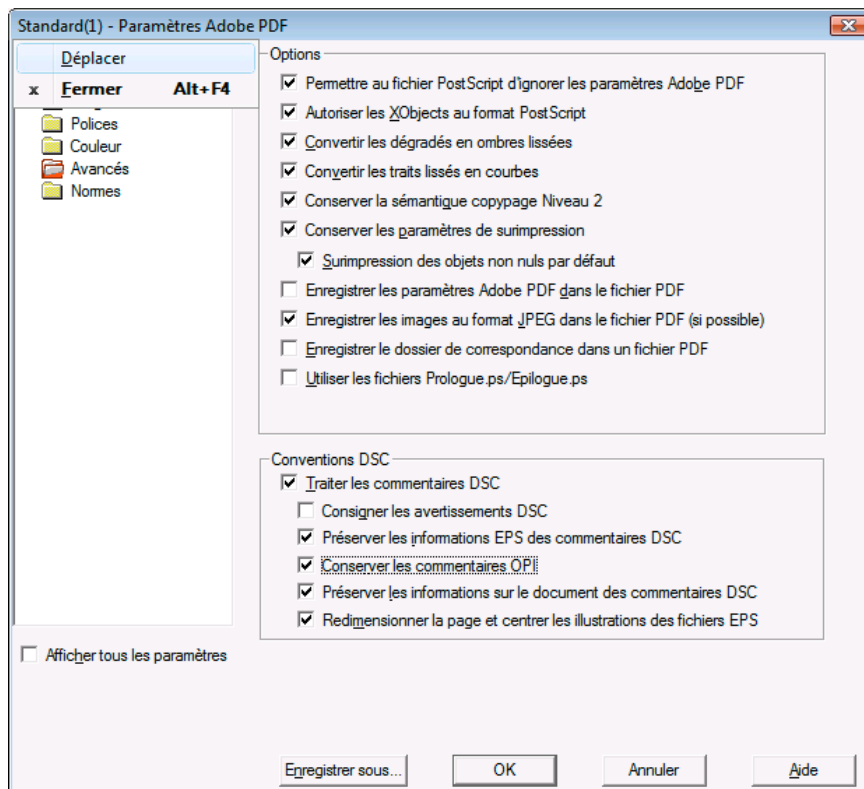 Standard(1) - Paramètres Adobe PDF
Déplacer
x Fermer Alt+F4
Polices
Couleur
Avancés
Normes
Afficher tous les paramètres
Options
Permettre au fichier PostScript d'ignorer les paramètres Adobe PDF
Autoriser les XObjects au format PostScript
Convertir les dégradés en ombres lissées
Convertir les traits lissés en courbes
Conserver la sémantique copypage Niveau 2
Conserver les paramètres de surimpression
Surimpression des objets non nuls par défaut
Enregistrer les paramètres Adobe PDF dans le fichier PDF
Enregistrer les images au format JPEG dans le fichier PDF (si possible)
Enregistrer le dossier de correspondance dans un fichier PDF
Utiliser les fichiers Prologue.ps/Epilogue.ps
Conventions DSC
Traiter les commentaires DSC
Consigner les avertissements DSC
Préserver les informations EPS des commentaires DSC
Conserver les commentaires OPI
Préserver les informations sur le document des commentaires DSC
Redimensionner la page et centrer les illustrations des fichiers EPS
Enregistrer sous... OK Annuler Aide